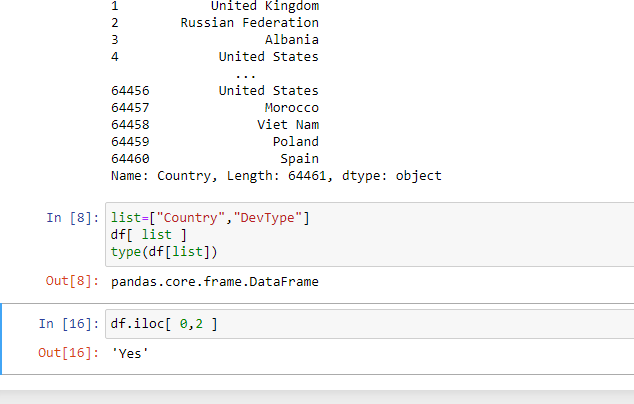 1 United Kingdom
2 Russian Federation
3 Albania
4 United States
...
64456 United States
64457 Morocco
64458 Viet Nam
64459 Poland
64460 Spain
Name: Country, Length: 64461, dtype: object
In [8]: list=["Country","DevType"]
df[ list ]
type(df[list])
Out[8]: pandas.core.frame.DataFrame
In [16]: df.iloc[ 0,2 ]
Out[16]: 'Yes'